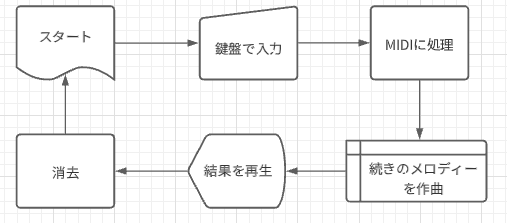 スタート
鍵盤で入力
MIDIに処理
続きのメロディー
を作曲
結果を再生
消去